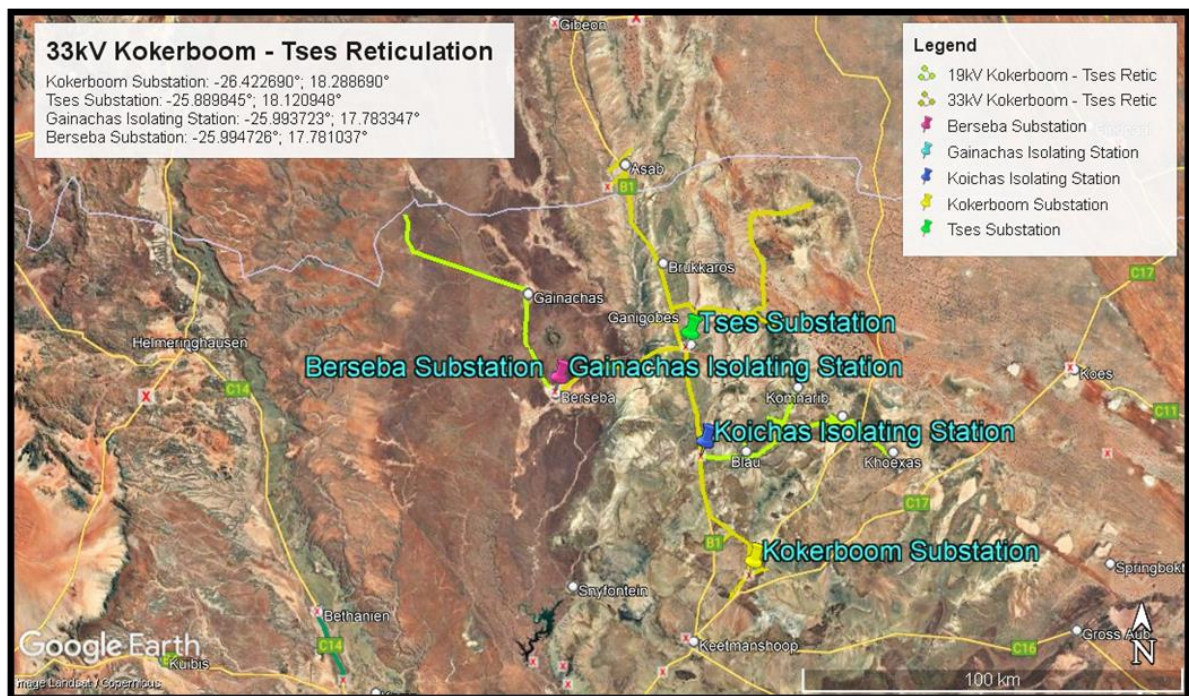 33kV Kokerboom - Tses Reticulation
Kokerboom Substation: -26.422690°; 18.288690°
Tses Substation: -25.889845°; 18.120948°
Gainachas Isolating Station: -25.993723°; 17.783347°
Berseba Substation: -25.994726°; 17.781037°
Legend
19kV Kokerboom - Tses Retic
33kV Kokerboom - Tses Retic
Berseba Substation
Gainachas Isolating Station
Koichas Isolating Station
Kokerboom Substation
Tses Substation
Gibeon
Asab
B1
Brukkaros
C17
Gainachas
Ganigobes
Tses Substation
Helmeringhausen
Berseba Substation
Gainachas Isolating Station
Koes
C14
Berseba
Komnarib
C11
Koichas Isolating Station
Blau
Khoexas
C17
B1
Kokerboom Substation
Snyfontein
Springbokt
Bethanien
Gross Aub
N
Google Earth
C14
Keetmanshoop
C16
Kuibis
100 km
Image Landsat / Copernicus